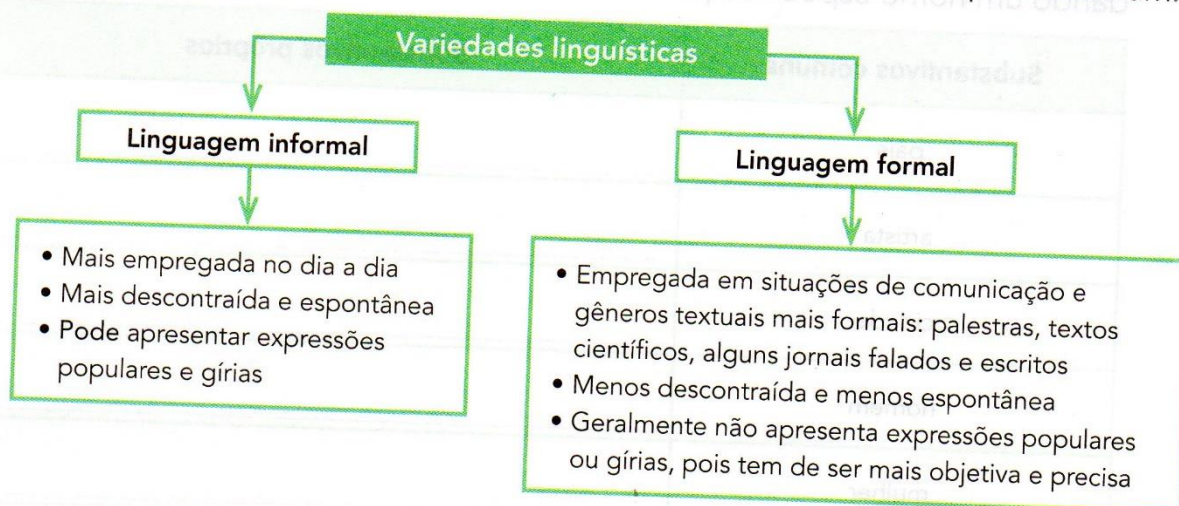 Variedades linguísticas
Linguagem informal
• Mais empregada no dia a dia
• Mais descontraída e espontânea
• Pode apresentar expressões
populares e gírias
Linguagem formal
• Empregada em situações de comunicação e
gêneros textuais mais formais: palestras, textos
científicos, alguns jornais falados e escritos
• Menos descontraída e menos espontânea
• Geralmente não apresenta expressões populares
ou gírias, pois tem de ser mais objetiva e precisa